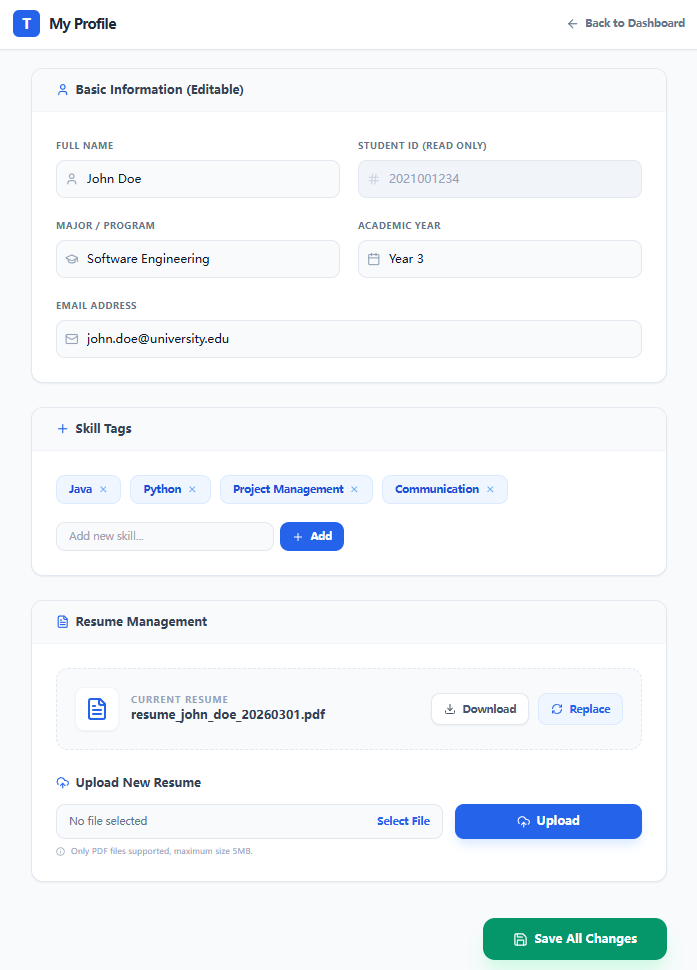 T My Profile
Back to Dashboard
Basic Information (Editable)
FULL NAME
STUDENT ID (READ ONLY)
John Doe
# 2021001234
MAJOR / PROGRAM
ACADEMIC YEAR
Software Engineering
Year 3
EMAIL ADDRESS
john.doe@university.edu
Skill Tags
Java ×
Python ×
Project Management ×
Communication ×
Add new skill...
+ Add
Resume Management
CURRENT RESUME
resume_john_doe_20260301.pdf
Download
Replace
Upload New Resume
No file selected
Select File
Upload
Only PDF files supported, maximum size 5MB.
Save All Changes